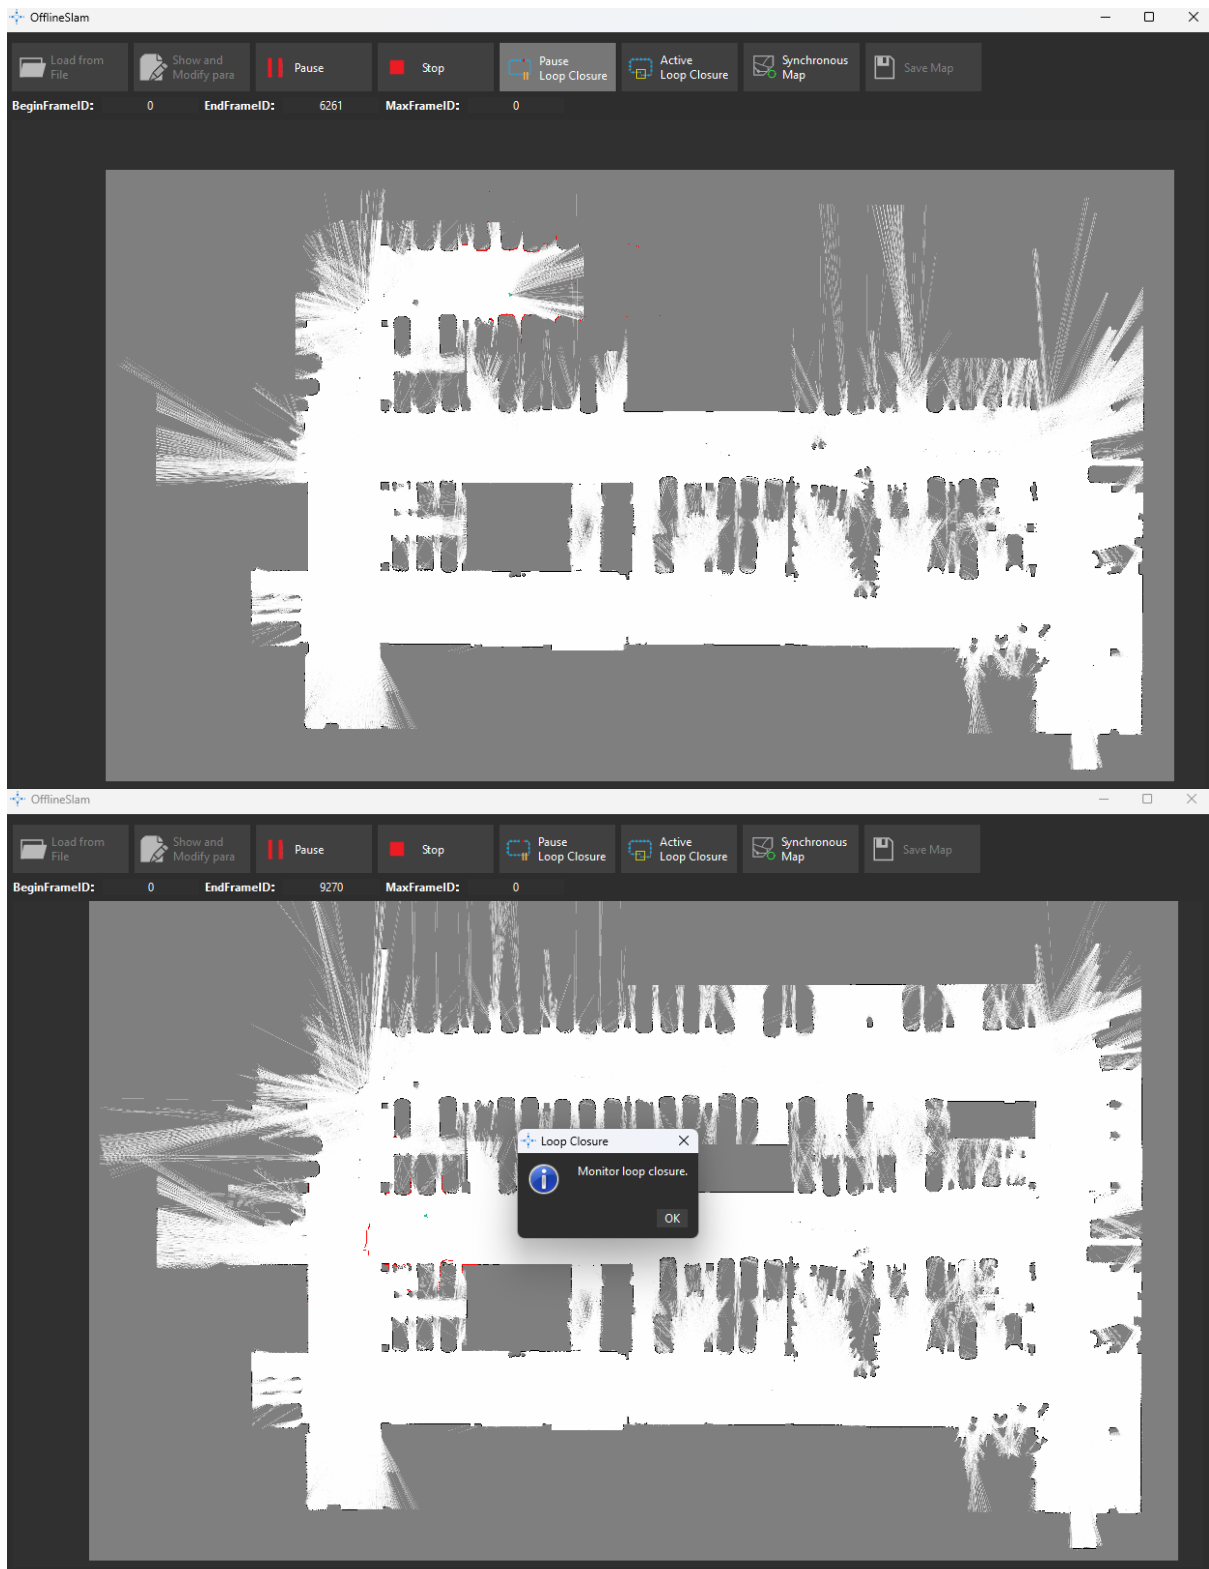 OfflineSlam
Load from
File
Show and
Modify para
Pause
Stop
Pause
Loop Closure
Active
Loop Closure
Synchronous
Map
Save Map
BeginFrameID: 0 EndFrameID: 6261 MaxFrameID: 0
OfflineSlam
Load from
File
Show and
Modify para
Pause
Stop
Pause
Loop Closure
Active
Loop Closure
Synchronous
Map
Save Map
BeginFrameID: 0 EndFrameID: 9270 MaxFrameID: 0
Loop Closure
Monitor loop closure.
OK